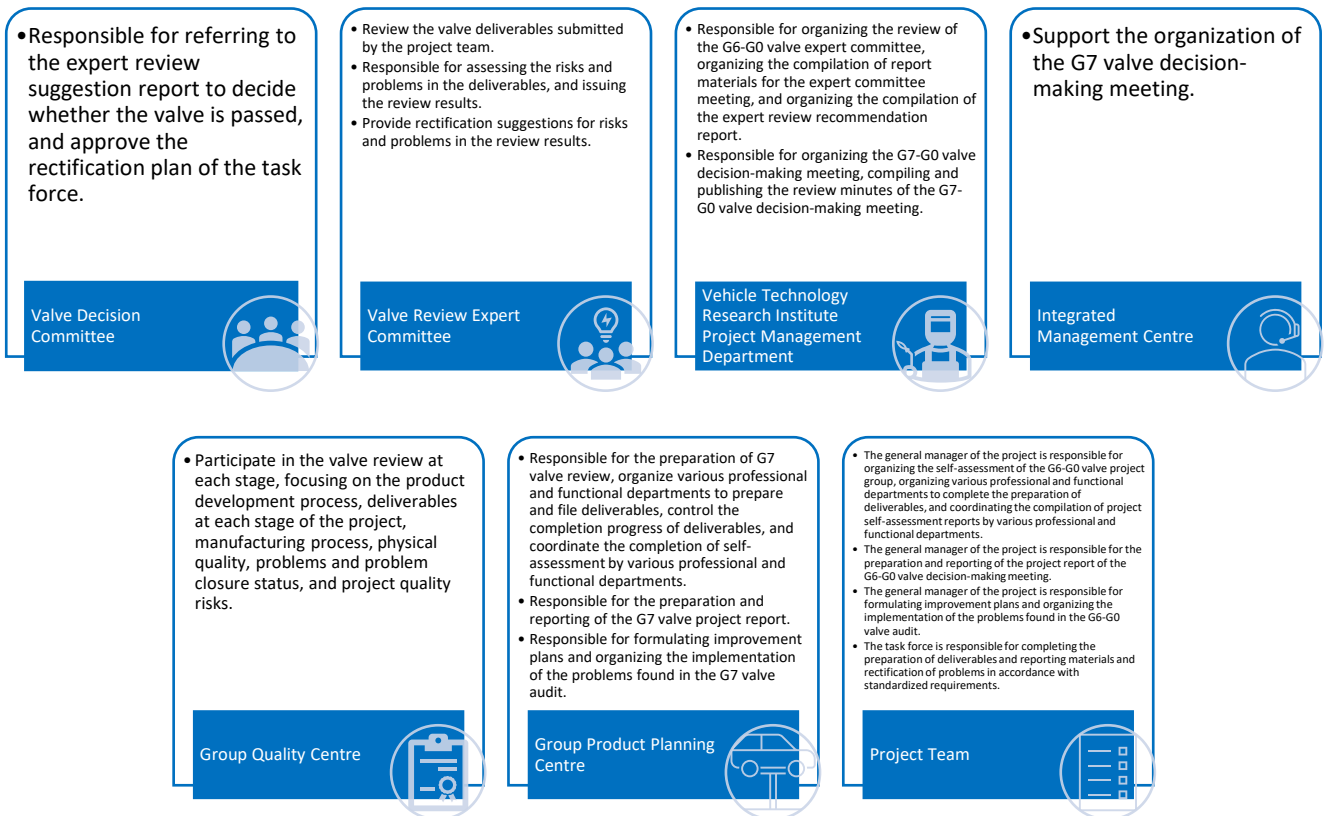 •Responsible for referring to
the expert review
suggestion report to decide
whether the valve is passed,
and approve the
rectification plan of the task
force.
Valve Decision
Committee
• Review the valve deliverables submitted
by the project team.
• Responsible for assessing the risks and
problems in the deliverables, and issuing
the review results.
• Provide rectification suggestions for risks
and problems in the review results.
Valve Review Expert
Committee
• Responsible for organizing the review of
the G6-G0 valve expert committee,
organizing the compilation of report
materials for the expert committee
meeting, and organizing the compilation of
the expert review recommendation
report.
• Responsible for organizing the G7-G0 valve
decision-making meeting, compiling and
publishing the review minutes of the G7-
G0 valve decision-making meeting.
Vehicle Technology
Research Institute
Project Management
Department
•Support the organization of
the G7 valve decision-
making meeting.
Integrated
Management Centre
• Participate in the valve review at
each stage, focusing on the product
development process, deliverables
at each stage of the project,
manufacturing process, physical
quality, problems and problem
closure status, and project quality
risks.
Group Quality Centre
• Responsible for the preparation of G7
valve review, organize various professional
and functional departments to prepare
and file deliverables, control the
completion progress of deliverables, and
coordinate the completion of self-
assessment by various professional and
functional departments.
• Responsible for the preparation and
reporting of the G7 valve project report.
• Responsible for formulating improvement
plans and organizing the implementation
of the problems found in the G7 valve
audit.
Group Product Planning
Centre
• The general manager of the project is responsible for
organizing the self-assessment of the G6-G0 valve project
group, organizing various professional and functional
departments to complete the preparation of
deliverables, and coordinating the compilation of project
self-assessment reports by various professional and
functional departments.
• The general manager of the project is responsible for the
preparation and reporting of the project report of the
G6-G0 valve decision-making meeting.
• The general manager of the project is responsible for
formulating improvement plans and organizing the
implementation of the problems found in the G6-G0
valve audit.
• The task force is responsible for completing the
preparation of deliverables and reporting materials and
rectification of problems in accordance with
standardized requirements.
Project Team